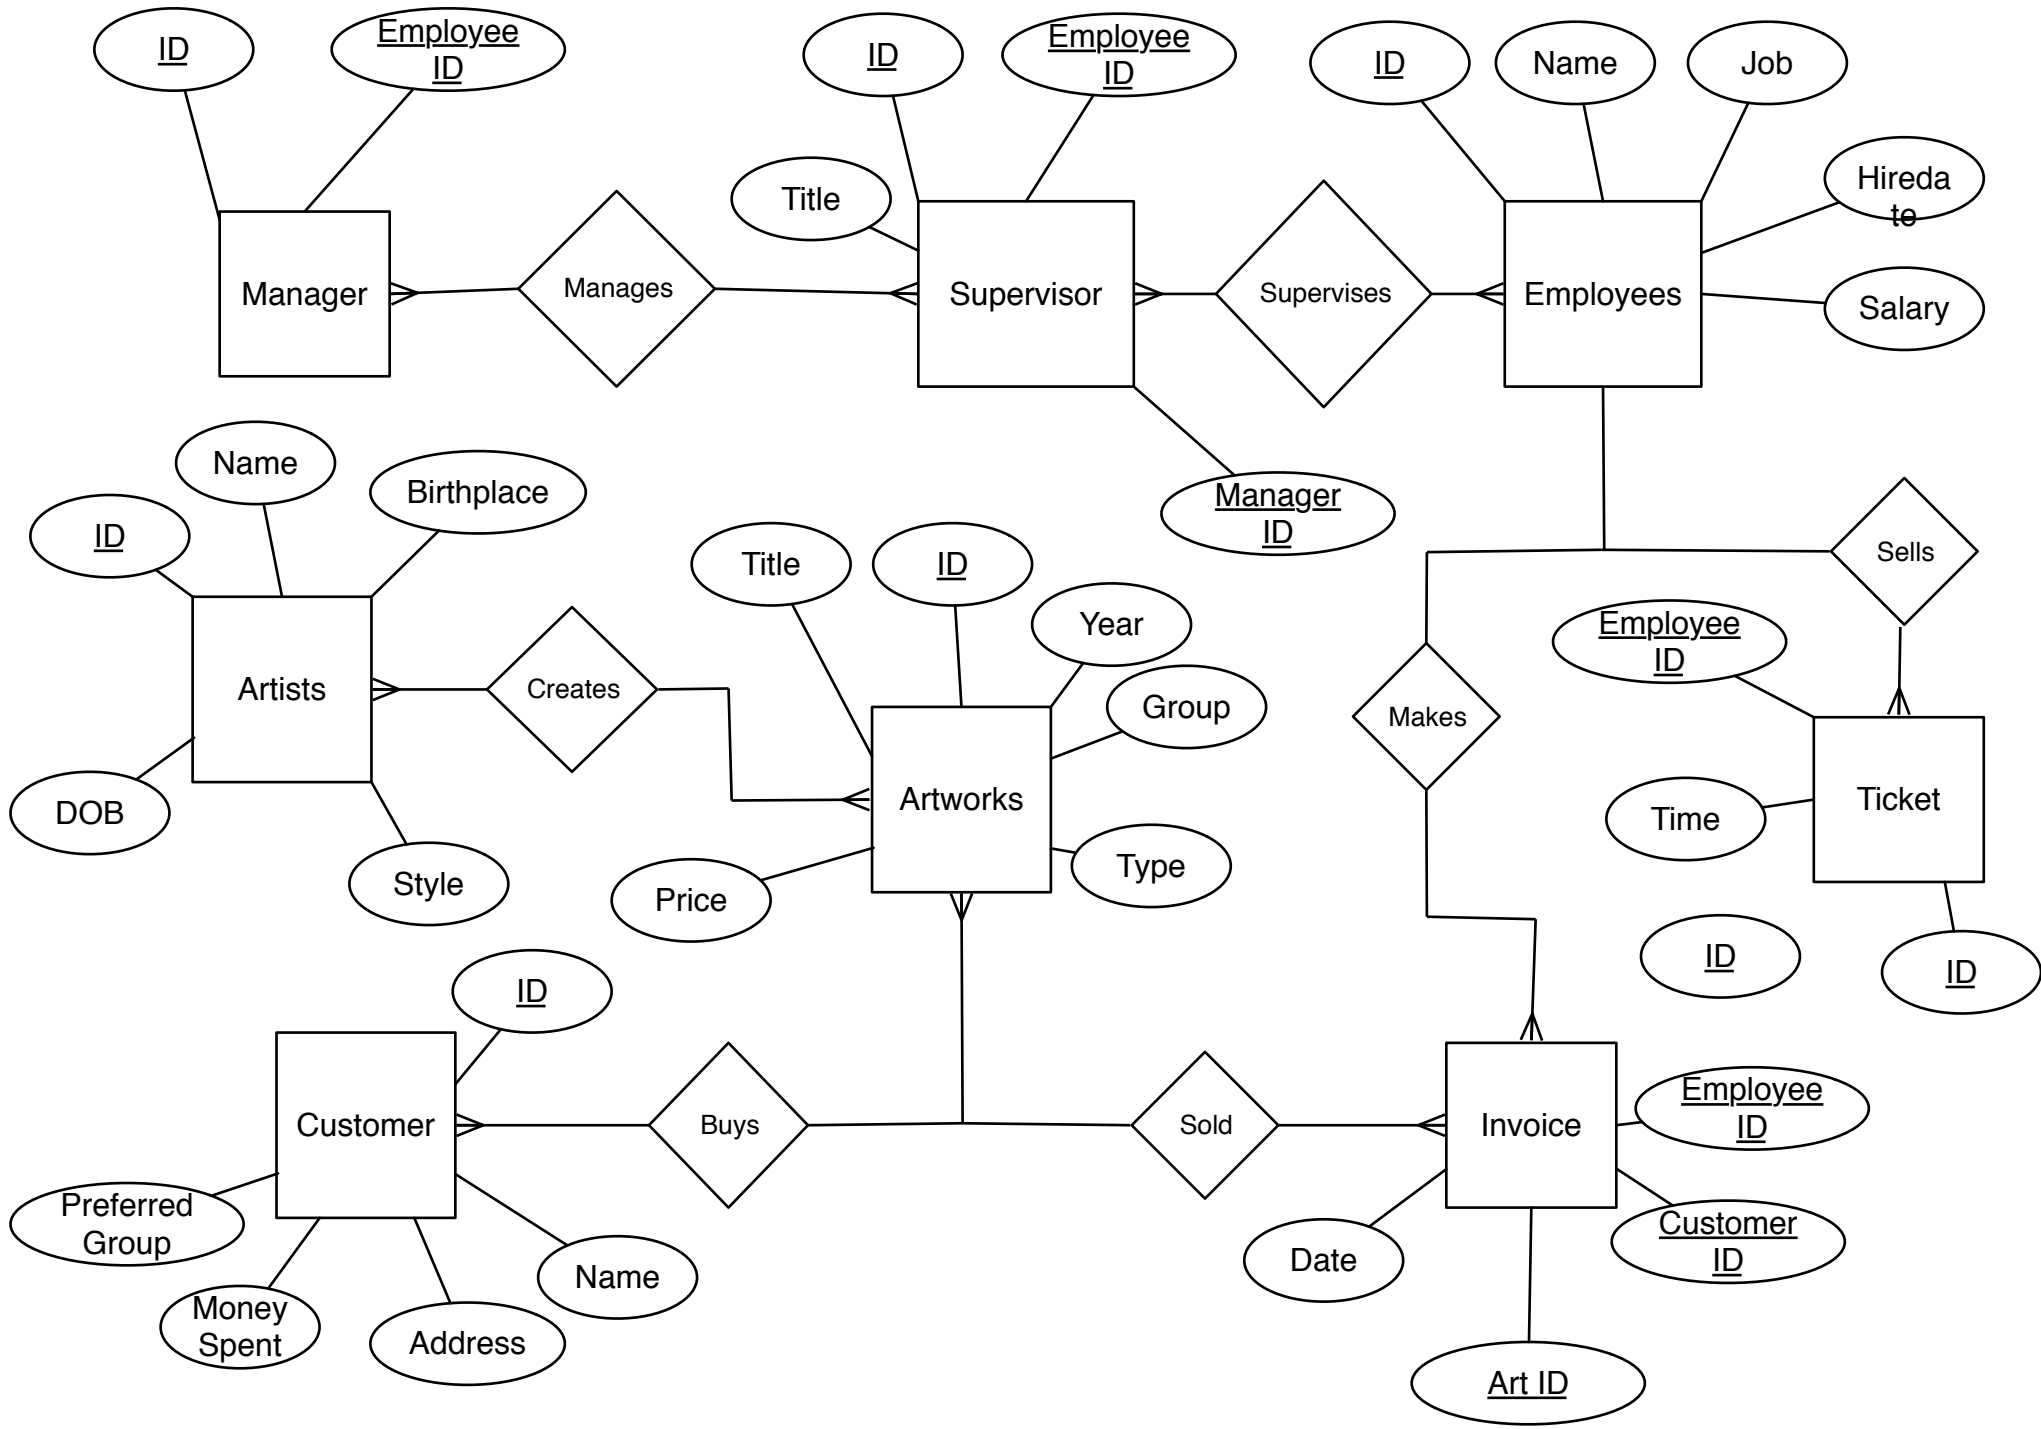 ID
Employee
ID
ID
Employee
ID
ID
Name
Job
Title
Hireda
te
Manager
Manages
Supervisor
Supervises
Employees
Salary
Name
Birthplace
ID
Manager
ID
Title
ID
Sells
Year
Employee
ID
Artists
Creates
Group
Makes
Artworks
Ticket
DOB
Time
Style
Price
Type
ID
ID
ID
Customer
Buys
Sold
Invoice
Employee
ID
Preferred
Group
Customer
ID
Name
Date
Money
Spent
Address
Art ID